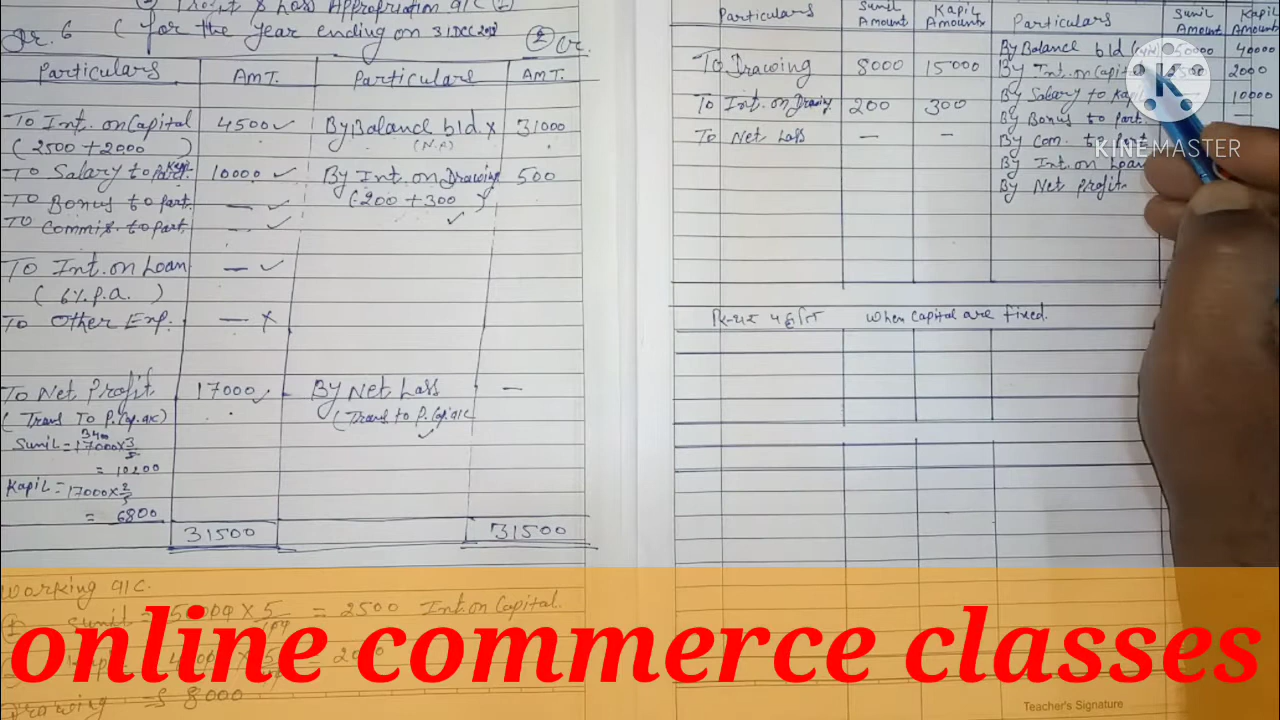 Profit & Loss Appropriation a/c (I)
Dr. 6 ( for the year ending on 31 Dec Cr.
Particulars AMT. Particulars AMT.
To Int. on Capital 4500 ✓ By Balance b/d x 31000
(2500 + 2000 ) (N.P)
To Salary to 10000 ✓ By Int. on Drawing 500
To Bonus to Part. — ✓ (200 + 300 )
To Commis. to Part. — ✓ ✓
To Int. on Loan — ✓
( 6%. P.a. )
To Other Exp: — x
To Net Profit 17000 ✓ By Net Loss —
( Trans To P. Cap. a/c) ( Trans to P. Cap. a/c
3400
Sunil = 17000 x 3/5 ✓
= 10200
Kapil = 17000 x 2/5
= 6800
31500 31500
Working a/c.
Sunil = 50000 x 5/100 = 2500 Int. on Capital.
Drawing = 8000
Particulars Sunil Amount Kapil Amounts Particulars Sunil Amount Kapil Amount
By Balance b/d 50000 40000
To Drawing 8000 15000 By Int. on Capital 2500 2000
By Salary to Kapil 10000
To Int. on Drawing 200 300 By Bonus to Part. —
To Net Loss — — By Com. to Part
By Int. on Loan
By Net Profit
When Capital are fixed.
K
KINEMASTER
online commerce classes
Teacher's Signature